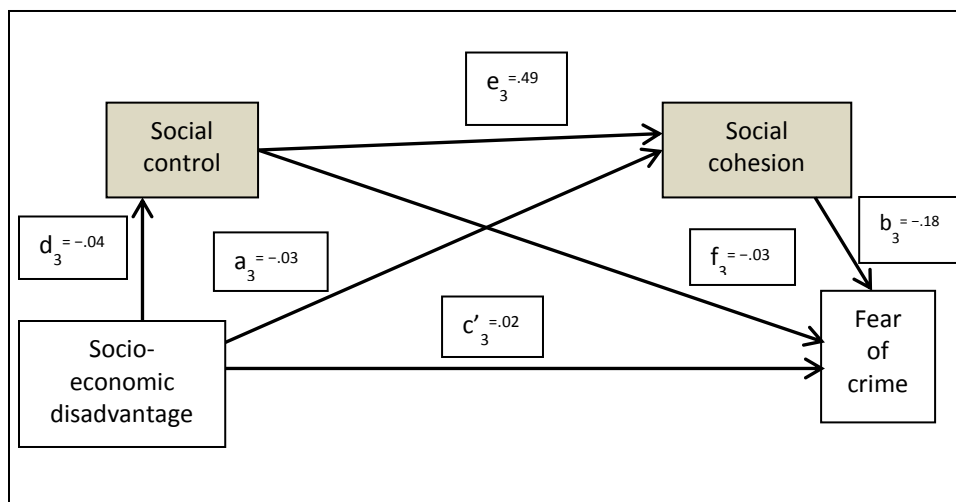 e3 =.49
Social
control
Social
cohesion
d3 = –.04
a3 = –.03
f3 = –.03
b3 = –.18
c’3 =.02
Socio-
economic
disadvantage
Fear
of
crime